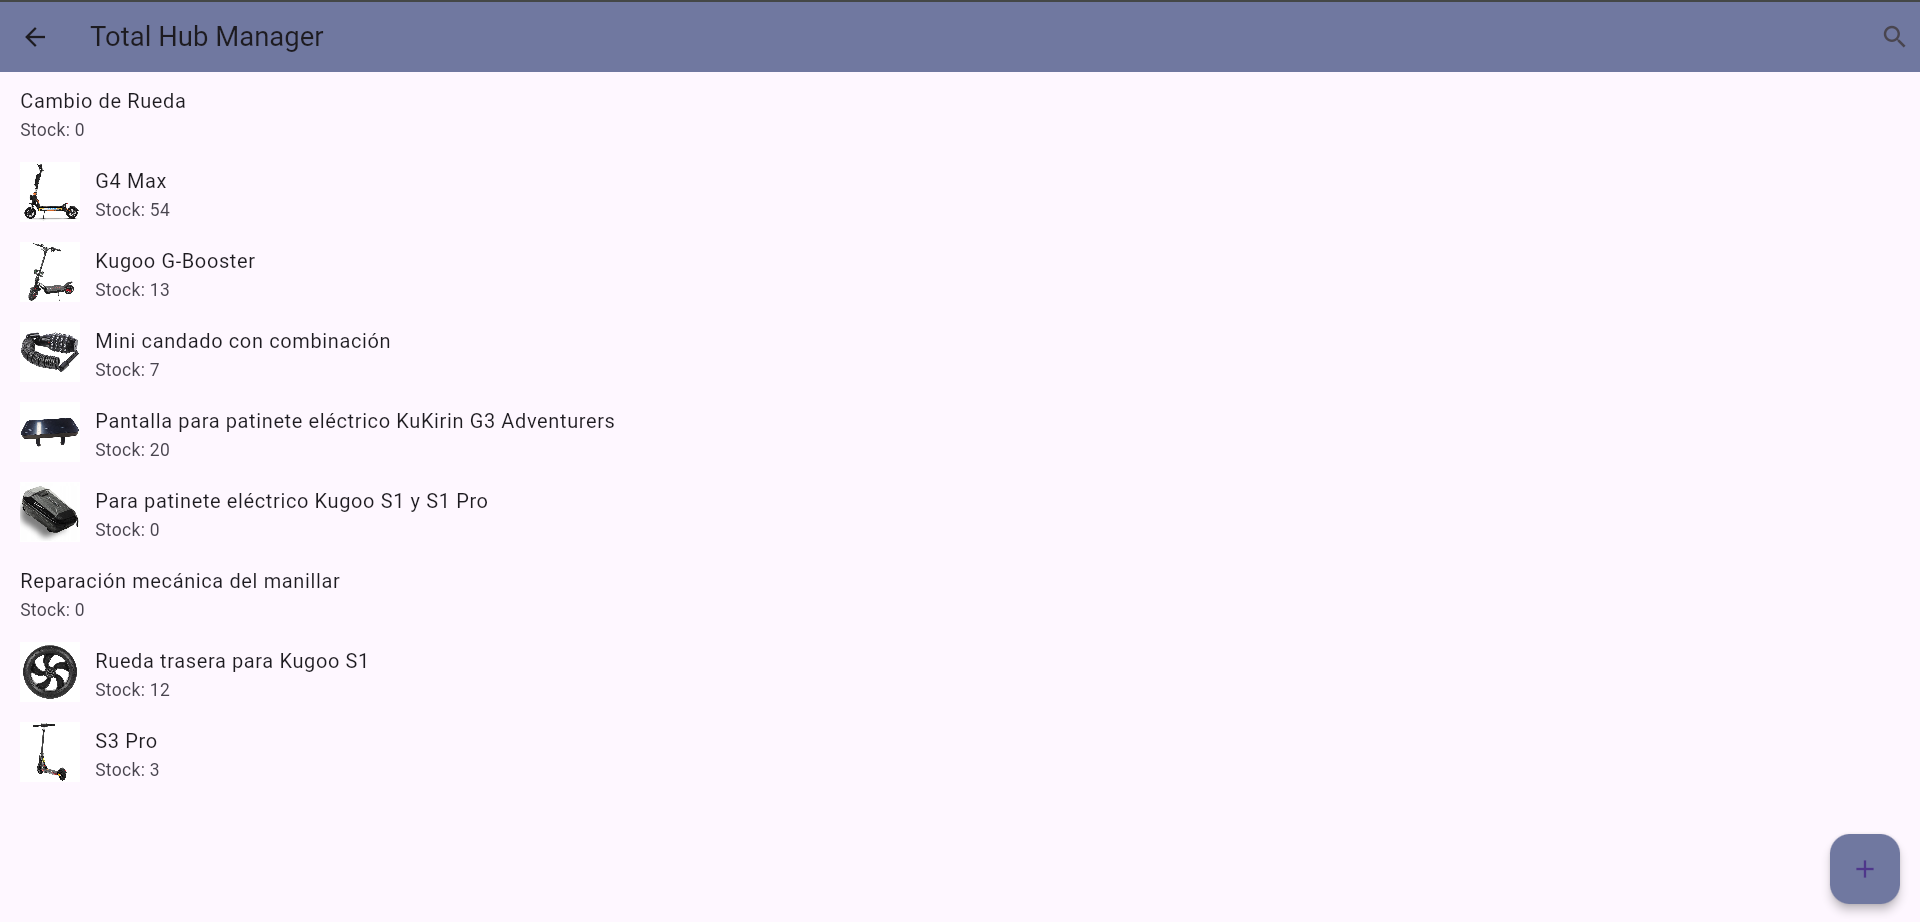 Total Hub Manager
Cambio de Rueda
Stock: 0
G4 Max
Stock: 54
Kugoo G-Booster
Stock: 13
Mini candado con combinación
Stock: 7
Pantalla para patinete eléctrico KuKirin G3 Adventurers
Stock: 20
Para patinete eléctrico Kugoo S1 y S1 Pro
Stock: 0
Reparación mecánica del manillar
Stock: 0
Rueda trasera para Kugoo S1
Stock: 12
S3 Pro
Stock: 3